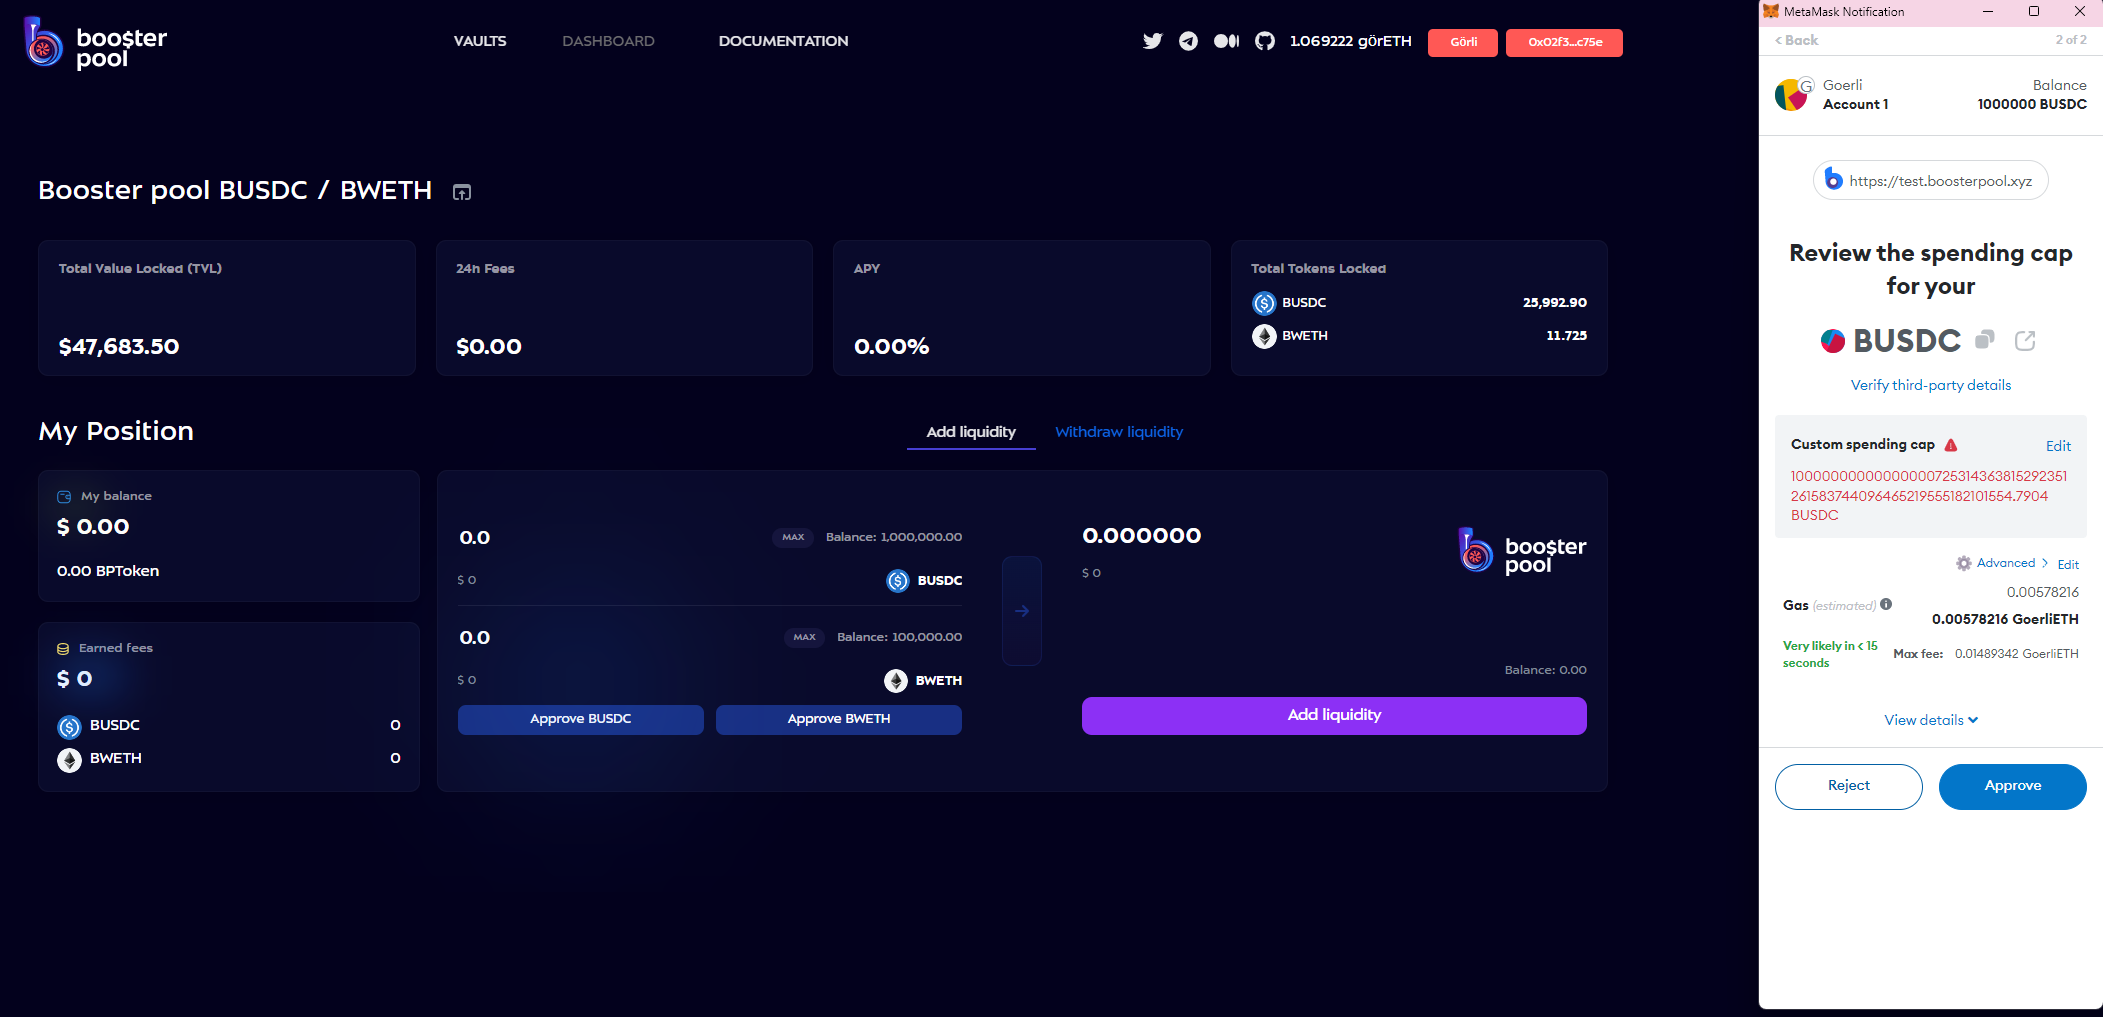 boo$ter
pool
VAULTS
DASHBOARD
DOCUMENTATION
1.069222 görETH
Görli
0x02f3...c75e
Booster pool BUSDC / BWETH
Total Value Locked (TVL)
$47,683.50
24h Fees
$0.00
APY
0.00%
Total Tokens Locked
BUSDC 25,992.90
BWETH 11.725
My Position
Add liquidity
Withdraw liquidity
My balance
$ 0.00
0.00 BPToken
Earned fees
$ 0
BUSDC 0
BWETH 0
0.0 MAX Balance: 1,000,000.00
$ 0 BUSDC
0.0 MAX Balance: 100,000.00
$ 0 BWETH
Approve BUSDC
Approve BWETH
0.000000
$ 0
boo$ter
pool
Balance: 0.00
Add liquidity
MetaMask Notification
< Back 2 of 2
G Goerli Balance
Account 1 1000000 BUSDC
https://test.boosterpool.xyz
Review the spending cap
for your
BUSDC
Verify third-party details
Custom spending cap Edit
10000000000000000725314363815292351
26158374409646521955518210​1554.7904
BUSDC
Advanced > Edit
0.00578216
Gas (estimated) 0.00578216 GoerliETH
Very likely in < 15
seconds
Max fee: 0.01489342 GoerliETH
View details
Reject
Approve